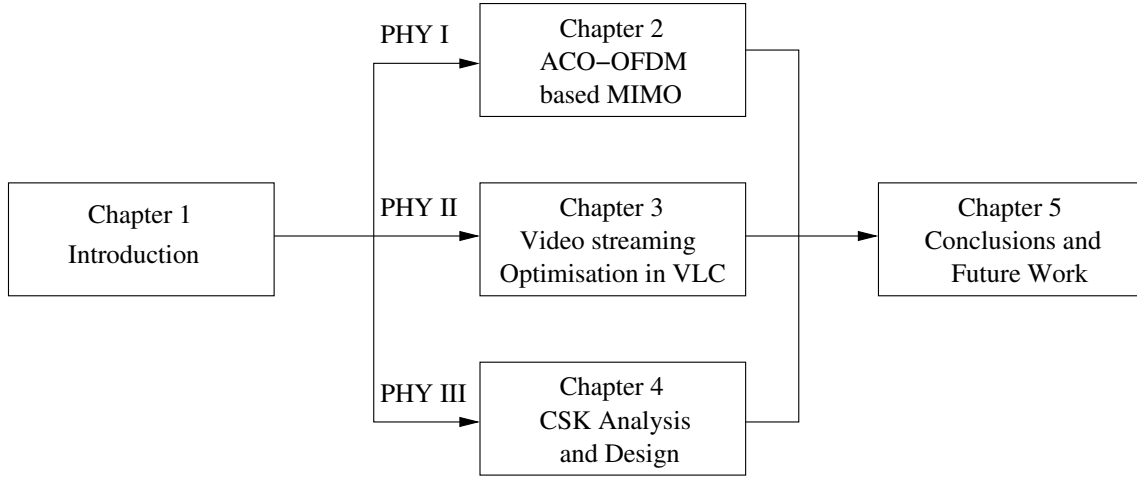 Chapter 1
Introduction
PHY I
Chapter 2
ACO−OFDM
based MIMO
PHY II
Chapter 3
Video streaming
Optimisation in VLC
PHY III
Chapter 4
CSK Analysis
and Design
Chapter 5
Conclusions and
Future Work